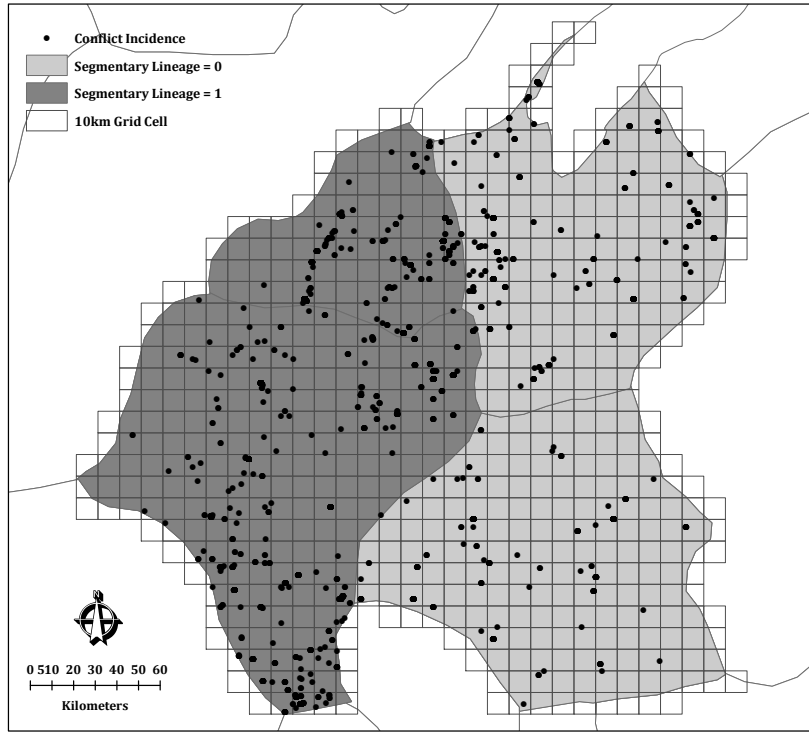 Conflict Incidence
Segmentary Lineage = 0
Segmentary Lineage = 1
10km Grid Cell
0 510 20 30 40 50 60
Kilometers